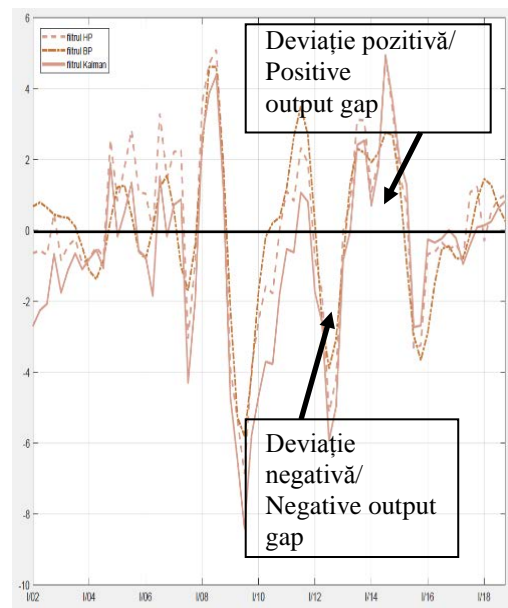 6
4
2
0
-2
-4
-6
-8
-10
filtrul HP
filtrul BP
filtrul Kalman
Deviație pozitivă/
Positive
output gap
Deviație
negativă/
Negative output
gap
I/02 I/04 I/06 I/08 I/10 I/12 I/14 I/16 I/18